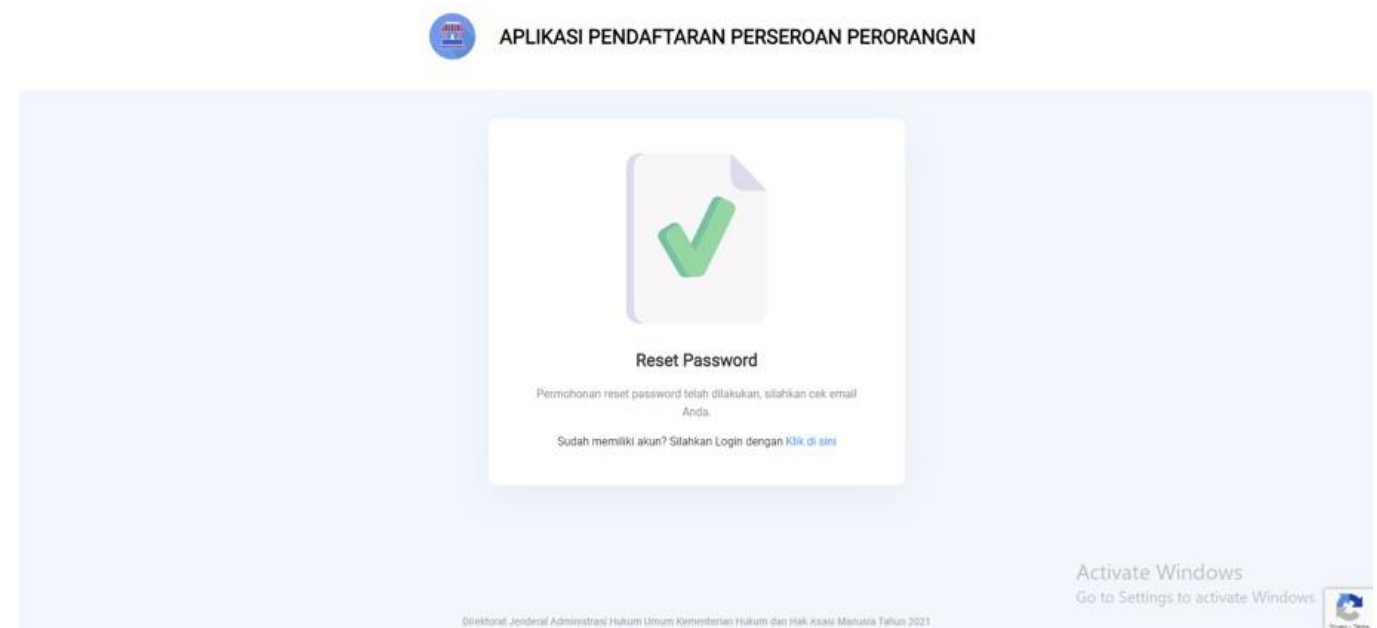 APLIKASI PENDAFTARAN PERSEROAN PERORANGAN
Reset Password
Permohonan reset password telah dilakukan, silahkan cek email
Anda.
Sudah memiliki akun? Silahkan Login dengan Klik di sini
Activate Windows
Go to Settings to activate Windows.
Direktorat Jenderal Administrasi Hukum Umum Kementerian Hukum dan Hak Asasi Manusia Tahun 2021